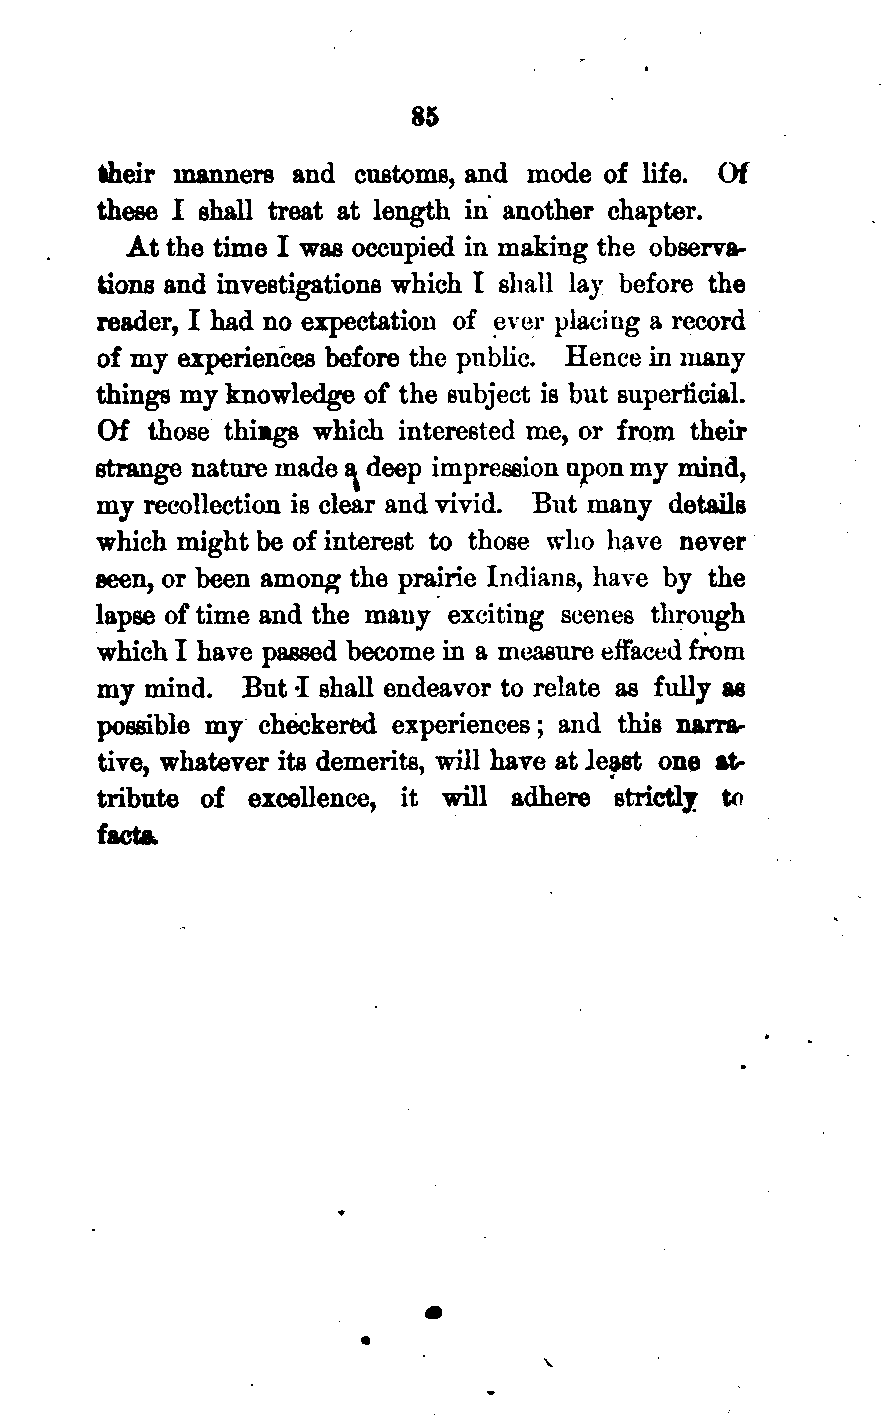 85
their manners and customs, and mode of life. Of
these I shall treat at length in another chapter.
At the time I was occupied in making the observa-
tions and investigations which I shall lay before the
reader, I had no expectation of ever placing a record
of my experiences before the public. Hence in many
things my knowledge of the subject is but superficial.
Of those things which interested me, or from their
strange nature made a deep impression upon my mind,
my recollection is clear and vivid. But many details
which might be of interest to those who have never
seen, or been among the prairie Indians, have by the
lapse of time and the many exciting scenes through
which I have passed become in a measure effaced from
my mind. But I shall endeavor to relate as fully as
possible my checkered experiences; and this narra-
tive, whatever its demerits, will have at least one at-
tribute of excellence, it will adhere strictly to
facts.